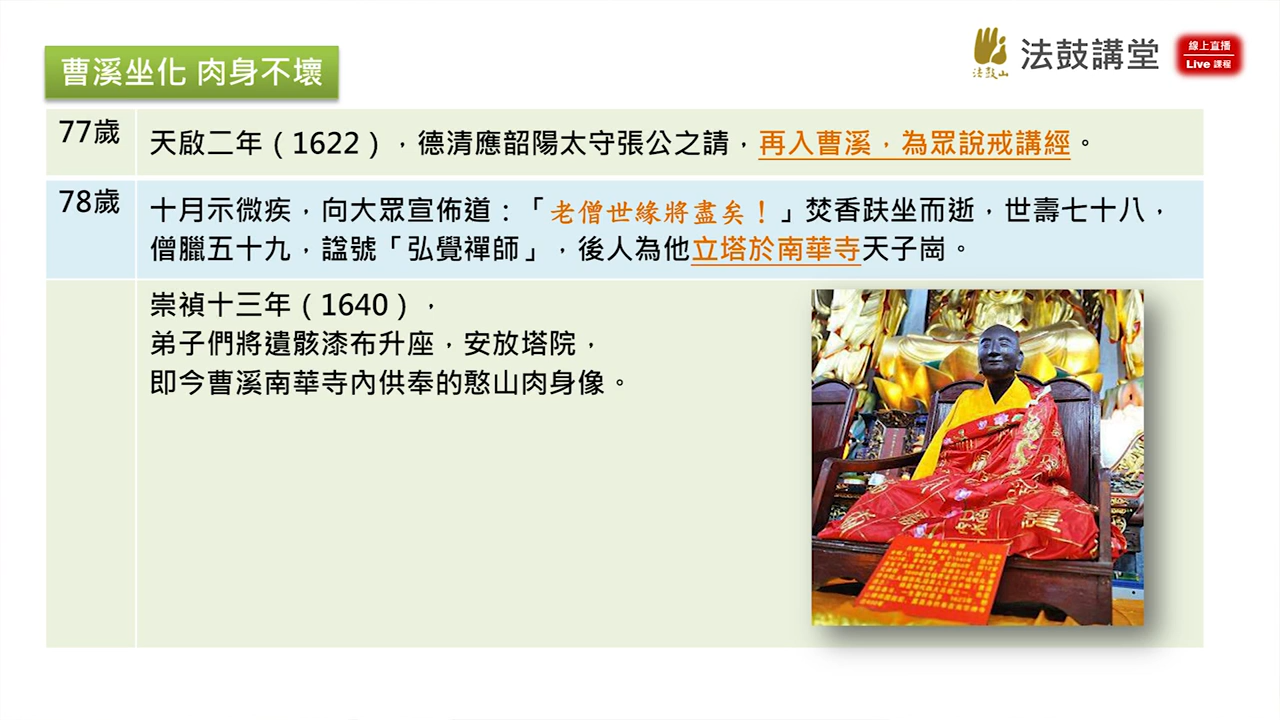 曹溪坐化 肉身不壞
法鼓山
法鼓講堂
線上直播
Live 課程
77歲
天啟二年（1622），德清應韶陽太守張公之請，再入曹溪，為眾說戒講經。
78歲
十月示微疾，向大眾宣佈道：「老僧世緣將盡矣！」焚香趺坐而逝，世壽七十八，
僧臘五十九，諡號「弘覺禪師」，後人為他立塔於南華寺天子崗。
崇禎十三年（1640），
弟子們將遺骸漆布升座，安放塔院，
即今曹溪南華寺內供奉的憨山肉身像。